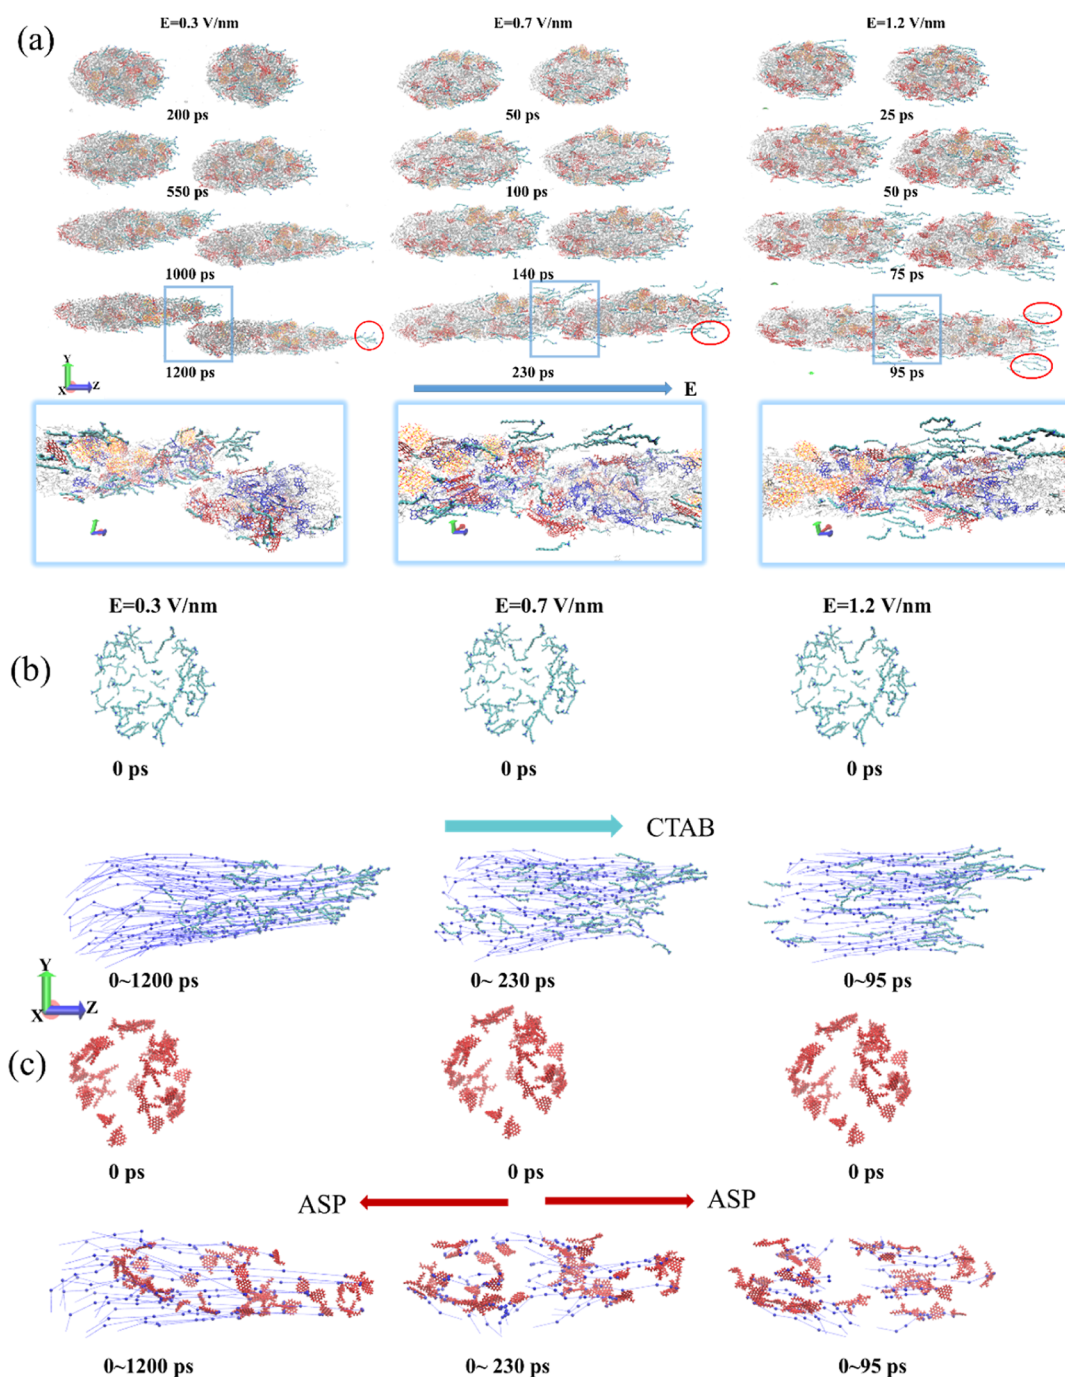 (a)
E=0.3 V/nm E=0.7 V/nm E=1.2 V/nm
200 ps 50 ps 25 ps
550 ps 100 ps 50 ps
1000 ps 140 ps 75 ps
1200 ps 230 ps 95 ps
Y
X Z
E
E=0.3 V/nm E=0.7 V/nm E=1.2 V/nm
(b)
0 ps 0 ps 0 ps
CTAB
0~1200 ps 0~ 230 ps 0~95 ps
Y
X Z
(c)
0 ps 0 ps 0 ps
ASP ASP
0~1200 ps 0~ 230 ps 0~95 ps